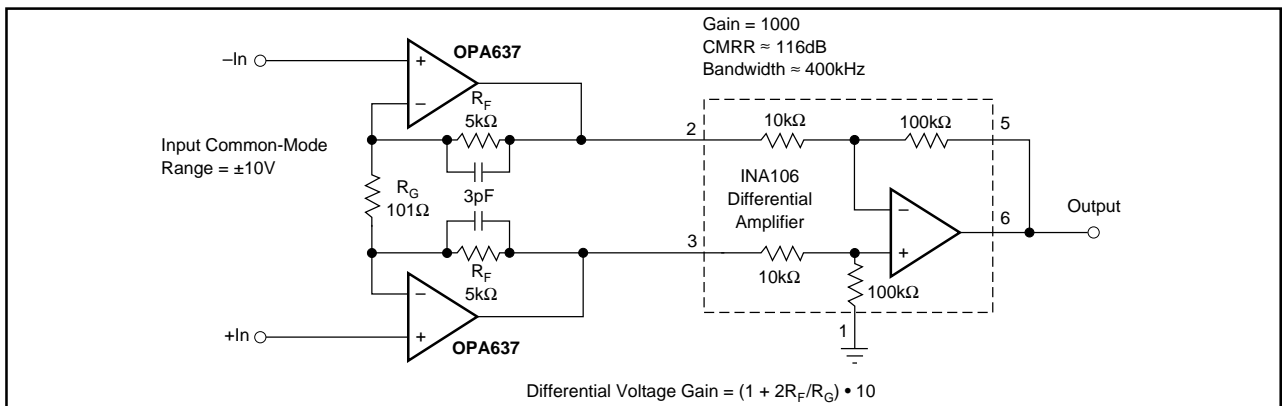 Gain = 1000
CMRR ≈ 116dB
Bandwidth ≈ 400kHz
–In
+
–
OPA637
R_F
5kΩ
Input Common-Mode
Range = ±10V
R_G
101Ω
3pF
R_F
5kΩ
–
+
+In
OPA637
2
10kΩ
100kΩ
5
INA106
Differential
Amplifier
–
+
6
Output
3
10kΩ
100kΩ
1
Differential Voltage Gain = (1 + 2R_F/R_G) • 10